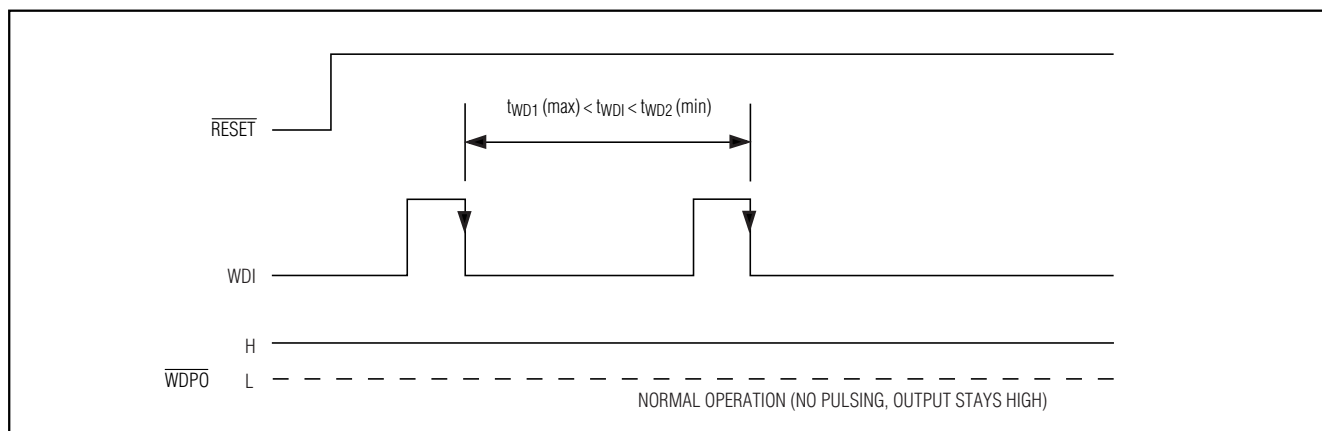 tWD1 (max) < tWDI < tWD2 (min)
RESET
WDI
H
WDPO L
NORMAL OPERATION (NO PULSING, OUTPUT STAYS HIGH)